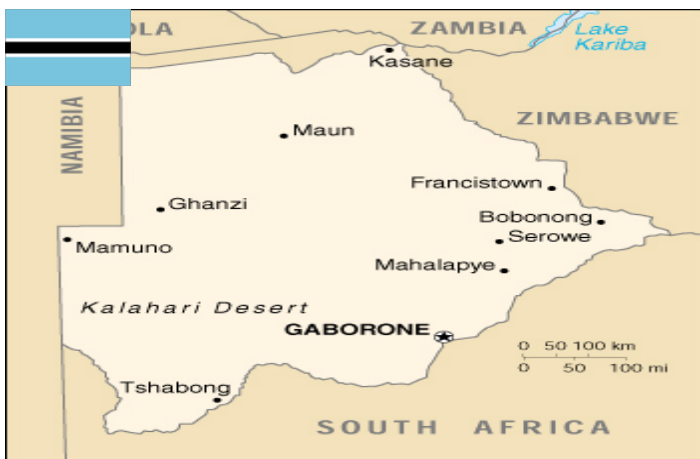 OLA
ZAMBIA
Lake
Kariba
Kasane
NAMIBIA
ZIMBABWE
Maun
Francistown
Ghanzi
Bobonong
Serowe
Mamuno
Mahalapye
Kalahari Desert
GABORONE
0 50 100 km
0 50 100 mi
Tshabong
SOUTH AFRICA